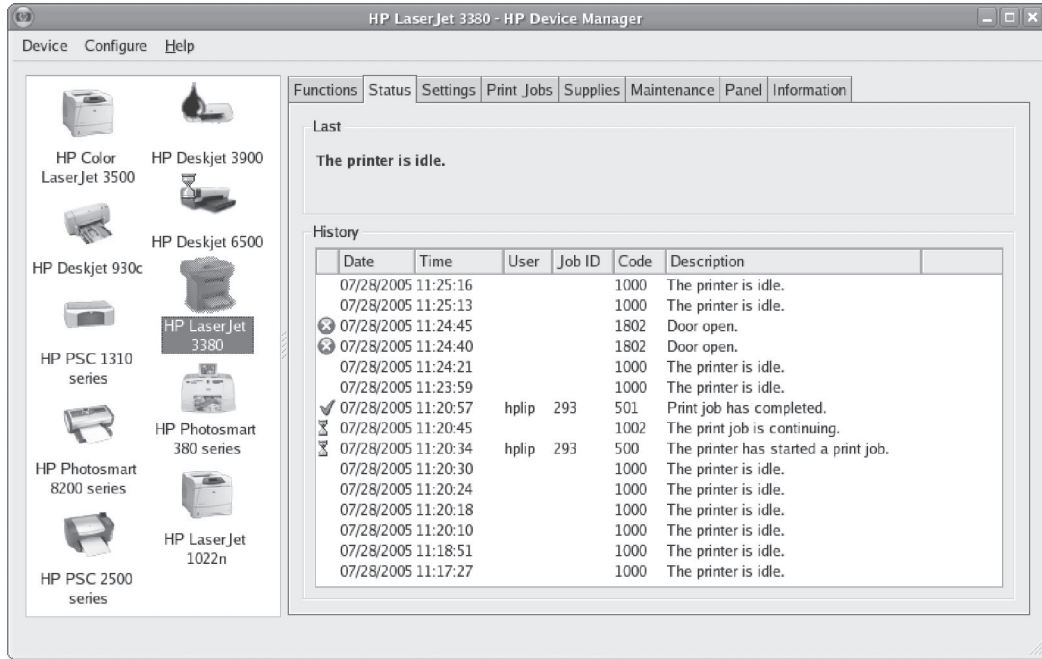 HP LaserJet 3380 - HP Device Manager
Device Configure Help
HP Color
LaserJet 3500
HP Deskjet 3900
HP Deskjet 930c
HP Deskjet 6500
HP PSC 1310
series
HP LaserJet
3380
HP Photosmart
8200 series
HP Photosmart
380 series
HP PSC 2500
series
HP LaserJet
1022n
Functions Status Settings Print Jobs Supplies Maintenance Panel Information
Last
The printer is idle.
History
Date Time User Job ID Code Description
07/28/2005 11:25:16 1000 The printer is idle.
07/28/2005 11:25:13 1000 The printer is idle.
07/28/2005 11:24:45 1802 Door open.
07/28/2005 11:24:40 1802 Door open.
07/28/2005 11:24:21 1000 The printer is idle.
07/28/2005 11:23:59 1000 The printer is idle.
07/28/2005 11:20:57 hplip 293 501 Print job has completed.
07/28/2005 11:20:45 1002 The print job is continuing.
07/28/2005 11:20:34 hplip 293 500 The printer has started a print job.
07/28/2005 11:20:30 1000 The printer is idle.
07/28/2005 11:20:24 1000 The printer is idle.
07/28/2005 11:20:18 1000 The printer is idle.
07/28/2005 11:20:10 1000 The printer is idle.
07/28/2005 11:18:51 1000 The printer is idle.
07/28/2005 11:17:27 1000 The printer is idle.